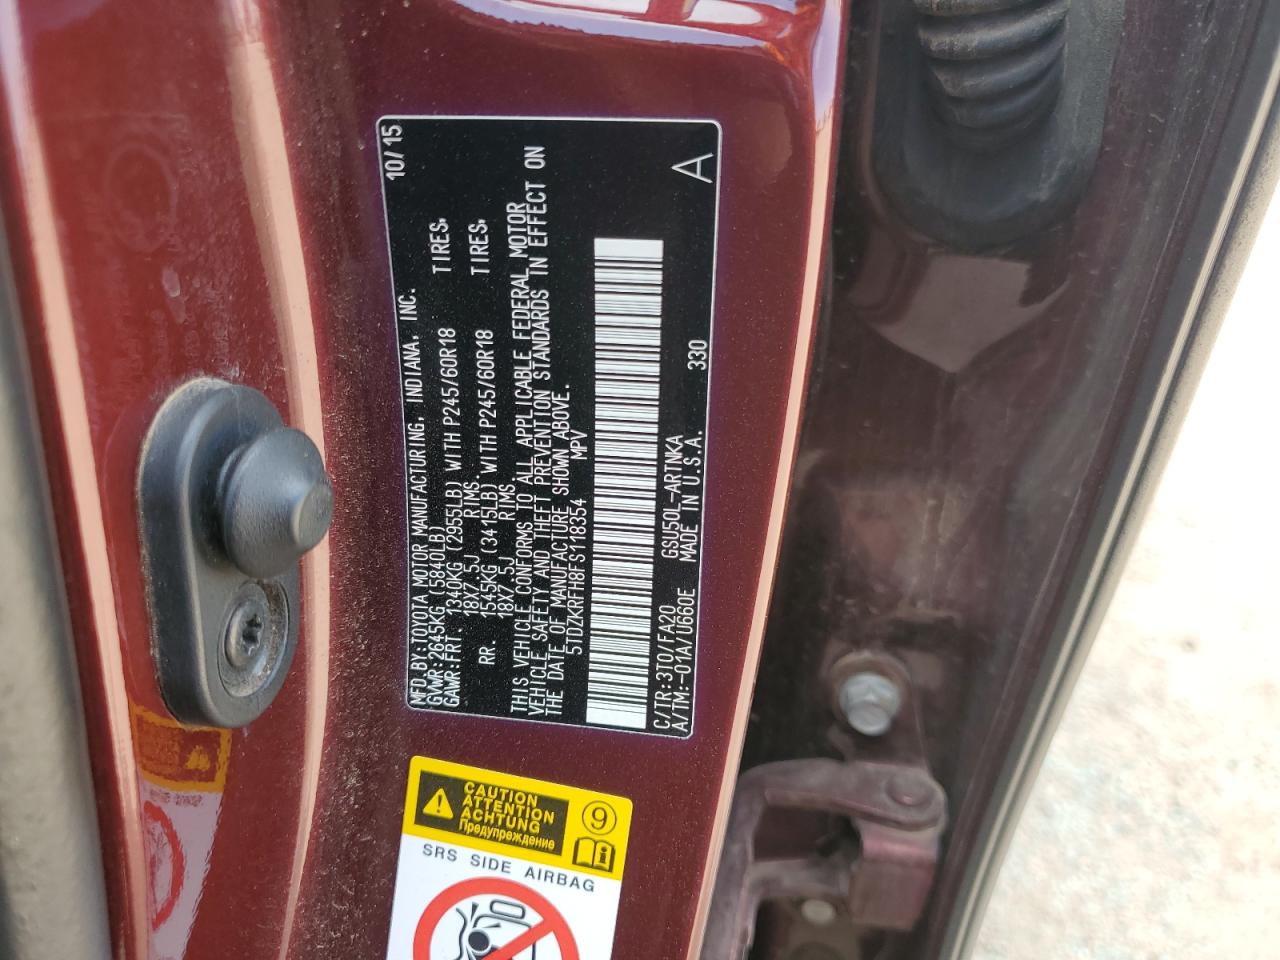 MFD.BY:TOYOTA MOTOR MANUFACTURING, INDIANA, INC. 10/15
GVWR:2645KG(5840LB)
GAWR:FRT 1340KG (2955LB) WITH P245/60R18 TIRES,
18X7.5J RIMS,
RR. 1545KG (3415LB) WITH P245/60R18 TIRES,
18X7.5J RIMS,
THIS VEHICLE CONFORMS TO ALL APPLICABLE FEDERAL MOTOR
VEHICLE SAFETY AND THEFT PREVENTION STANDARDS IN EFFECT ON
THE DATE OF MANUFACTURE SHOWN ABOVE.
5TDZKRFH8FS118354 MPV
C/TR:3T0/FA20 GSU50L-ARTNKA 330
A/TM:-01A/U660E MADE IN U.S.A. A
CAUTION
ATTENTION
ACHTUNG
Предупреждение
9
i
SRS SIDE AIRBAG